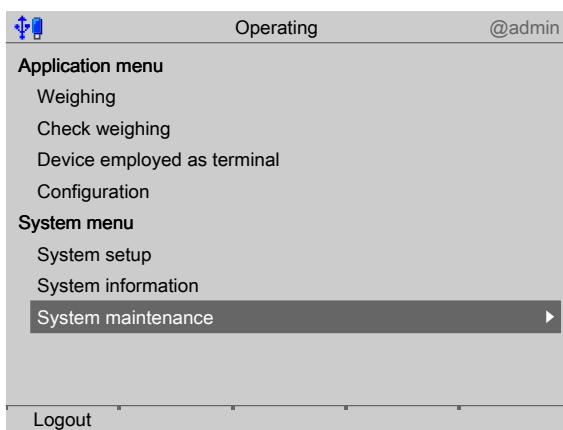 Operating @admin
Application menu
Weighing
Check weighing
Device employed as terminal
Configuration
System menu
System setup
System information
System maintenance
Logout